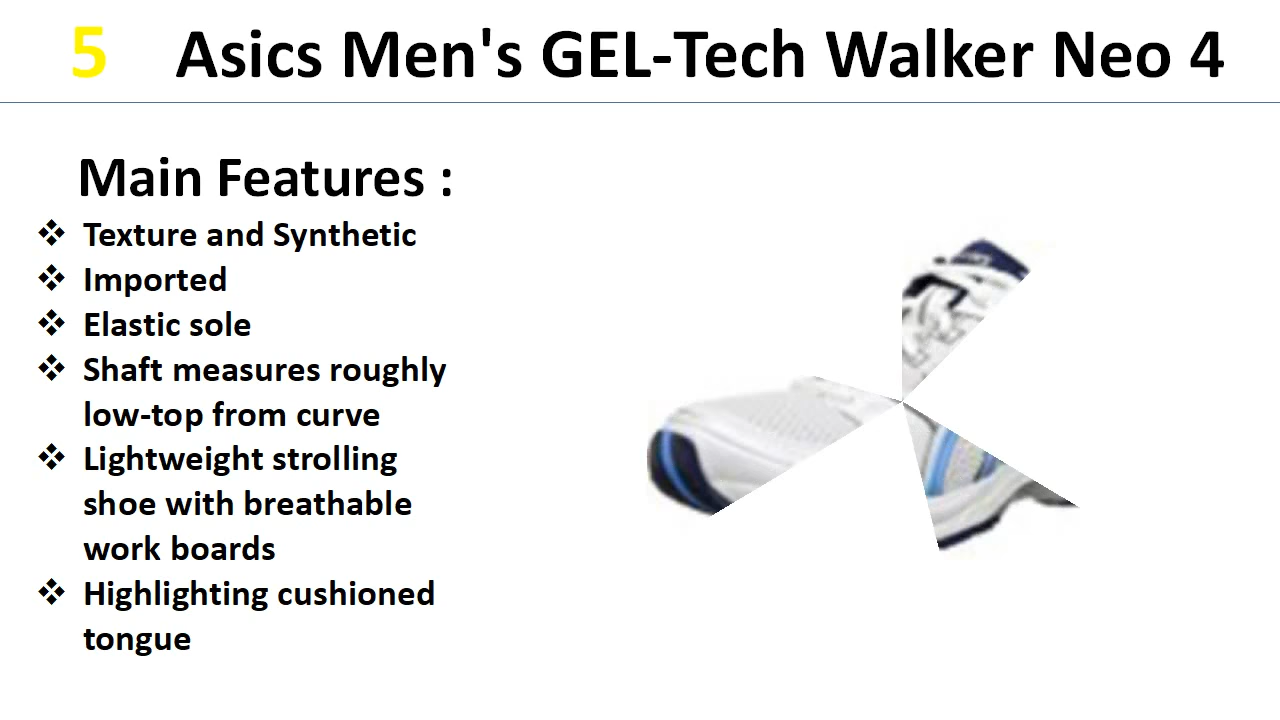 5 Asics Men's GEL-Tech Walker Neo 4
Main Features :
❖ Texture and Synthetic
❖ Imported
❖ Elastic sole
❖ Shaft measures roughly
low-top from curve
❖ Lightweight strolling
shoe with breathable
work boards
❖ Highlighting cushioned
tongue